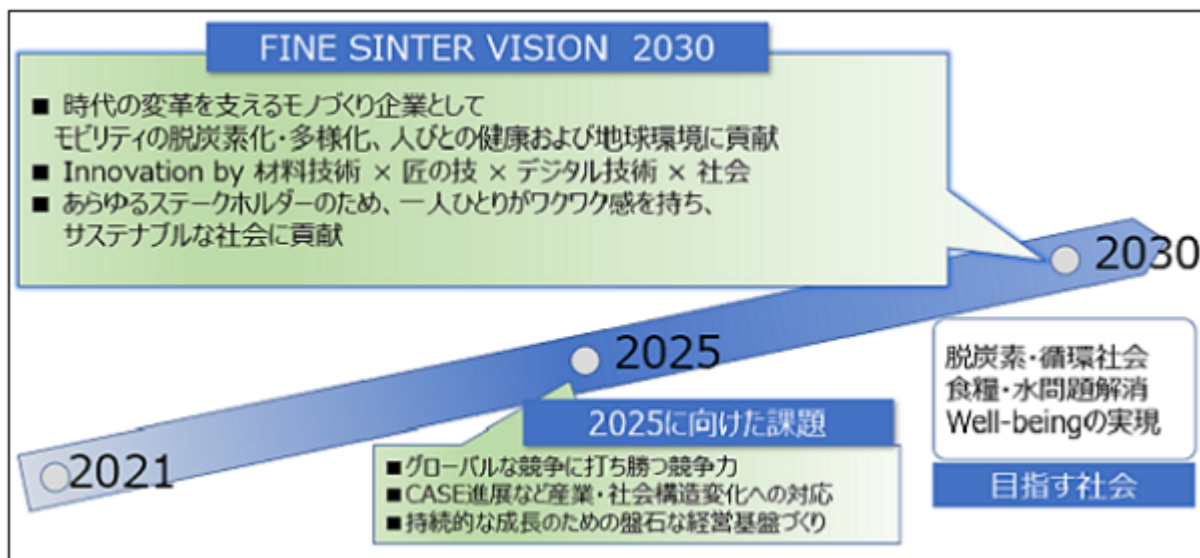 FINE SINTER VISION 2030
■ 時代の変革を支えるモノづくり企業として
モビリティの脱炭素化・多様化、人びとの健康および地球環境に貢献
■ Innovation by 材料技術 × 匠の技 × デジタル技術 × 社会
■ あらゆるステークホルダーのため、一人ひとりがワクワク感を持ち、
サステナブルな社会に貢献
2030
2025
2021
2025に向けた課題
■グローバルな競争に打ち勝つ競争力
■CASE進展など産業・社会構造変化への対応
■持続的な成長のための盤石な経営基盤づくり
脱炭素・循環社会
食糧・水問題解消
Well-beingの実現
目指す社会